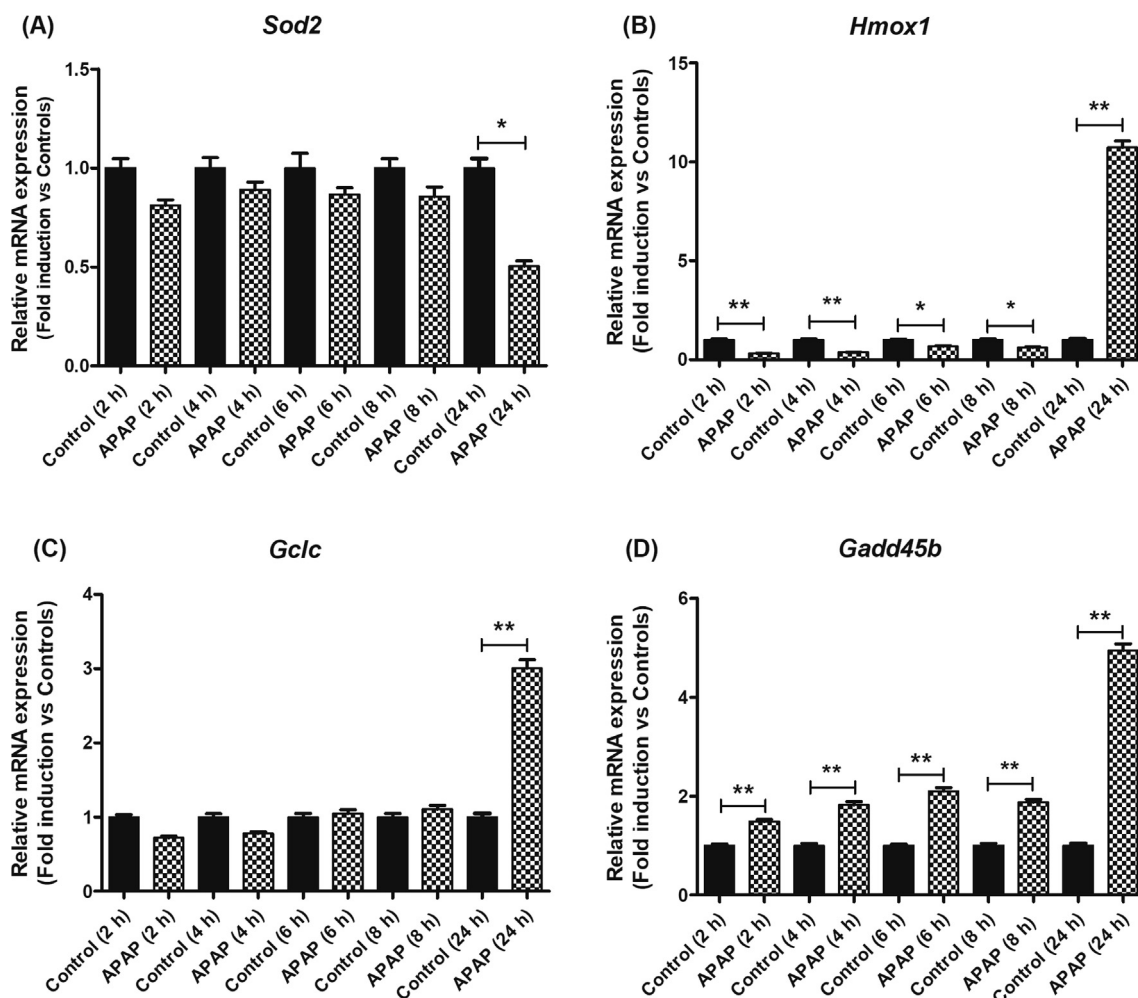 (A)
Sod2
Relative mRNA expression
(Fold induction vs Controls)
1.5
1.0
0.5
0.0
*
Control (2 h)
APAP (2 h)
Control (4 h)
APAP (4 h)
Control (6 h)
APAP (6 h)
Control (8 h)
APAP (8 h)
Control (24 h)
APAP (24 h)
(B)
Hmox1
Relative mRNA expression
(Fold induction vs Controls)
15
10
5
0
**
**
*
*
**
Control (2 h)
APAP (2 h)
Control (4 h)
APAP (4 h)
Control (6 h)
APAP (6 h)
Control (8 h)
APAP (8 h)
Control (24 h)
APAP (24 h)
(C)
Gclc
Relative mRNA expression
(Fold induction vs Controls)
4
3
2
1
0
**
Control (2 h)
APAP (2 h)
Control (4 h)
APAP (4 h)
Control (6 h)
APAP (6 h)
Control (8 h)
APAP (8 h)
Control (24 h)
APAP (24 h)
(D)
Gadd45b
Relative mRNA expression
(Fold induction vs Controls)
6
4
2
0
**
**
**
**
**
Control (2 h)
APAP (2 h)
Control (4 h)
APAP (4 h)
Control (6 h)
APAP (6 h)
Control (8 h)
APAP (8 h)
Control (24 h)
APAP (24 h)